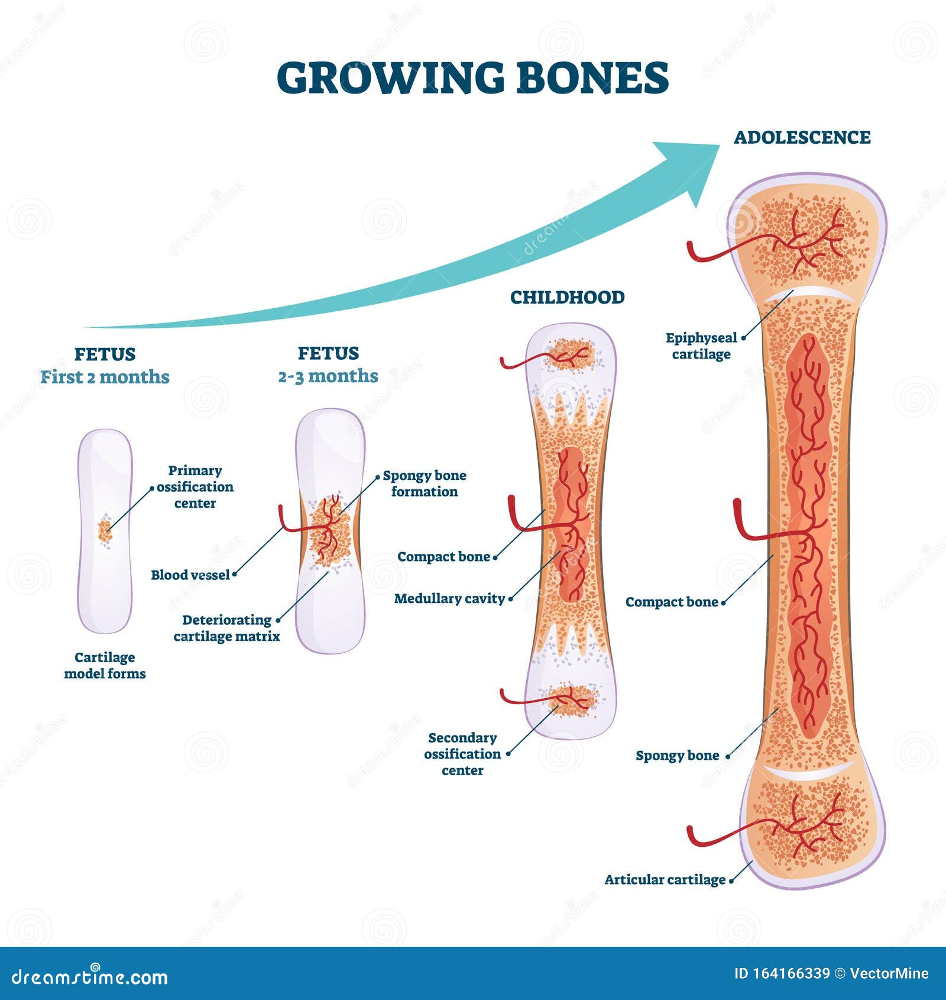 GROWING BONES
ADOLESCENCE
CHILDHOOD
FETUS
First 2 months
FETUS
2-3 months
Epiphyseal
cartilage
Primary
ossification
center
Spongy bone
formation
Blood vessel
Compact bone
Medullary cavity
Deteriorating
cartilage matrix
Compact bone
Cartilage
model forms
Secondary
ossification
center
Spongy bone
Articular cartilage
dreamstime.com
ID 164166339 © VectorMine
dreamstime